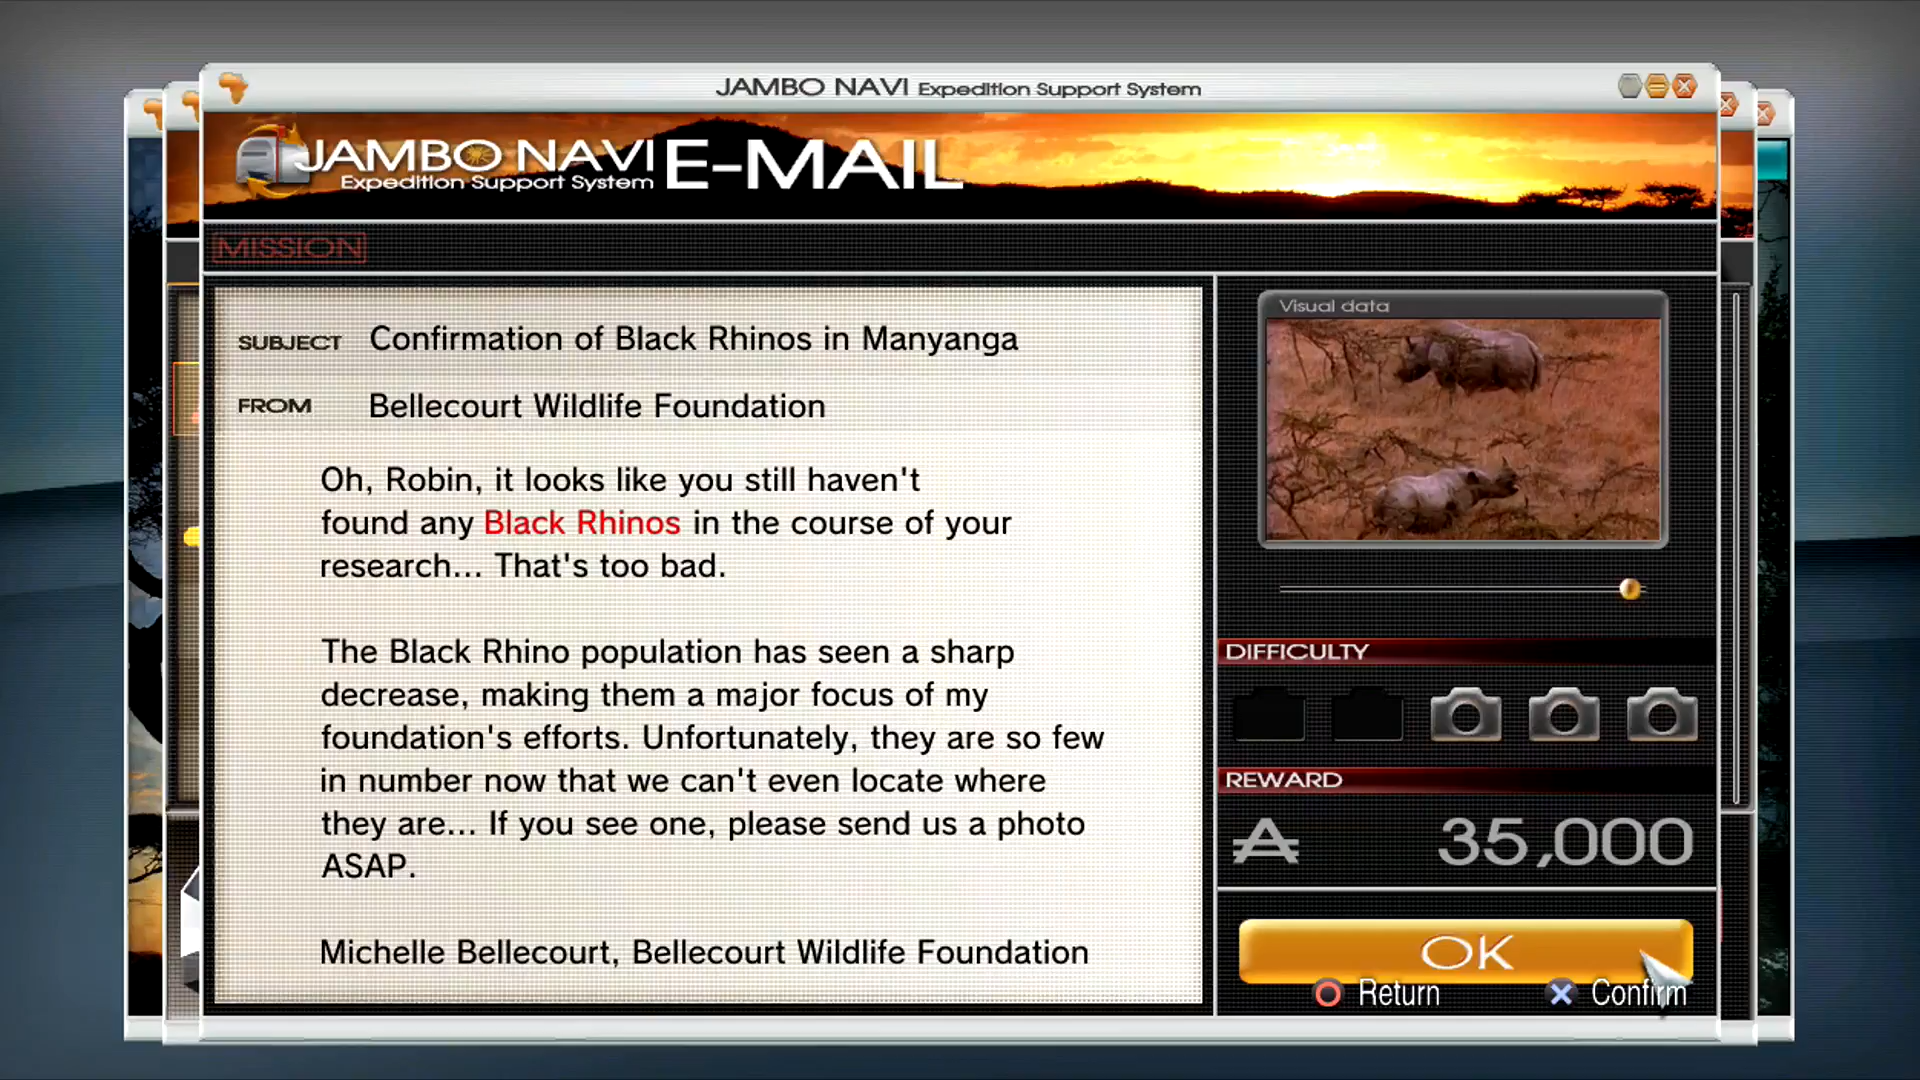 JAMBO NAVI Expedition Support System
JAMBO NAVI E-MAIL
Expedition Support System
MISSION
SUBJECT Confirmation of Black Rhinos in Manyanga
FROM Bellecourt Wildlife Foundation
Oh, Robin, it looks like you still haven't
found any Black Rhinos in the course of your
research... That's too bad.
The Black Rhino population has seen a sharp
decrease, making them a major focus of my
foundation's efforts. Unfortunately, they are so few
in number now that we can't even locate where
they are... If you see one, please send us a photo
ASAP.
Michelle Bellecourt, Bellecourt Wildlife Foundation
Visual data
DIFFICULTY
REWARD
35,000
OK
Return Confirm